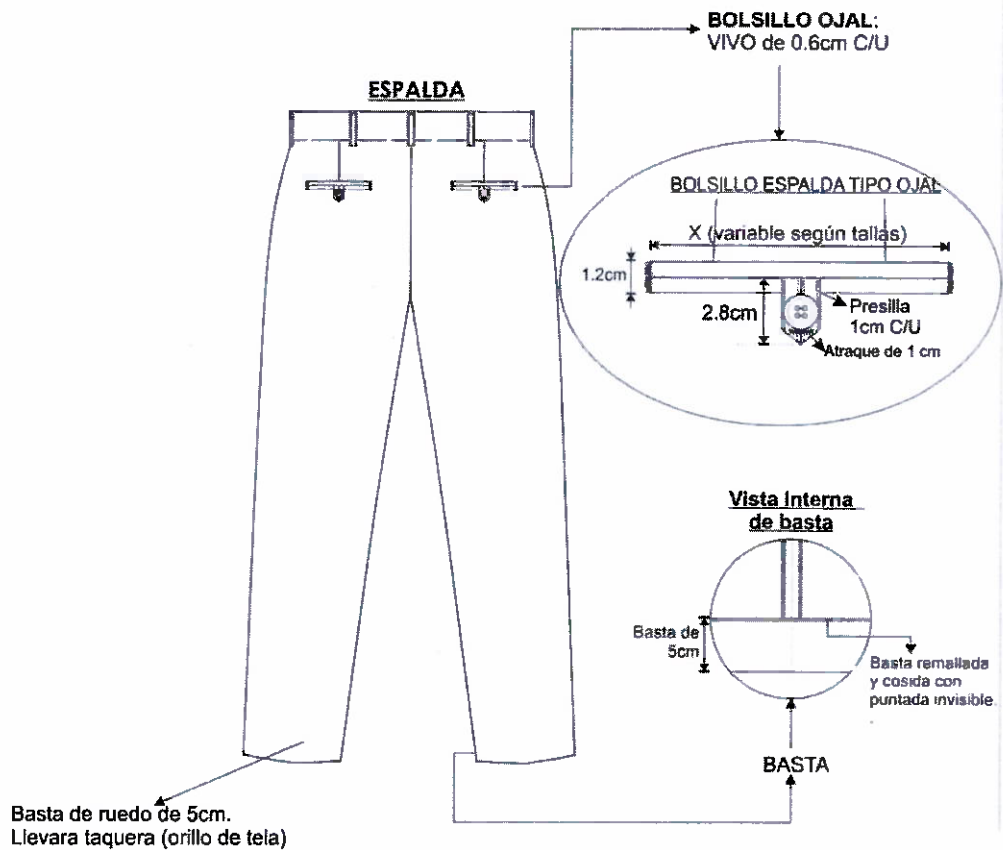 BOLSILLO OJAL:
VIVO de 0.6cm C/U
ESPALDA
BOLSILLO ESPALDA TIPO OJAL
X (variable según tallas)
1.2cm
2.8cm
Presilla
1cm C/U
Atraque de 1 cm
Vista Interna
de basta
Basta de
5cm
Basta remallada
y cosida con
puntada invisible.
BASTA
Basta de ruedo de 5cm.
Llevara taquera (orillo de tela)